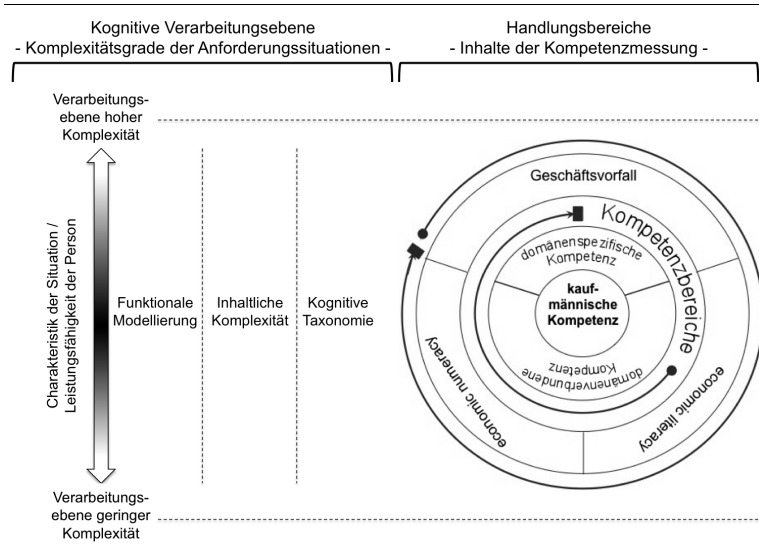 Kognitive Verarbeitungsebene
- Komplexitätsgrade der Anforderungssituationen -
Handlungsbereiche
- Inhalte der Kompetenzmessung -
Verarbeitungs-
ebene hoher
Komplexität
Charakteristik der Situation /
Leistungsfähigkeit der Person
Funktionale
Modellierung
Inhaltliche
Komplexität
Kognitive
Taxonomie
Verarbeitungs-
ebene geringer
Komplexität
Geschäftsvorfall
Kompetenzbereiche
domänenspezifische
Kompetenz
kauf-
männische
Kompetenz
domänenverbundene
Kompetenz
economic numeracy
economic literacy